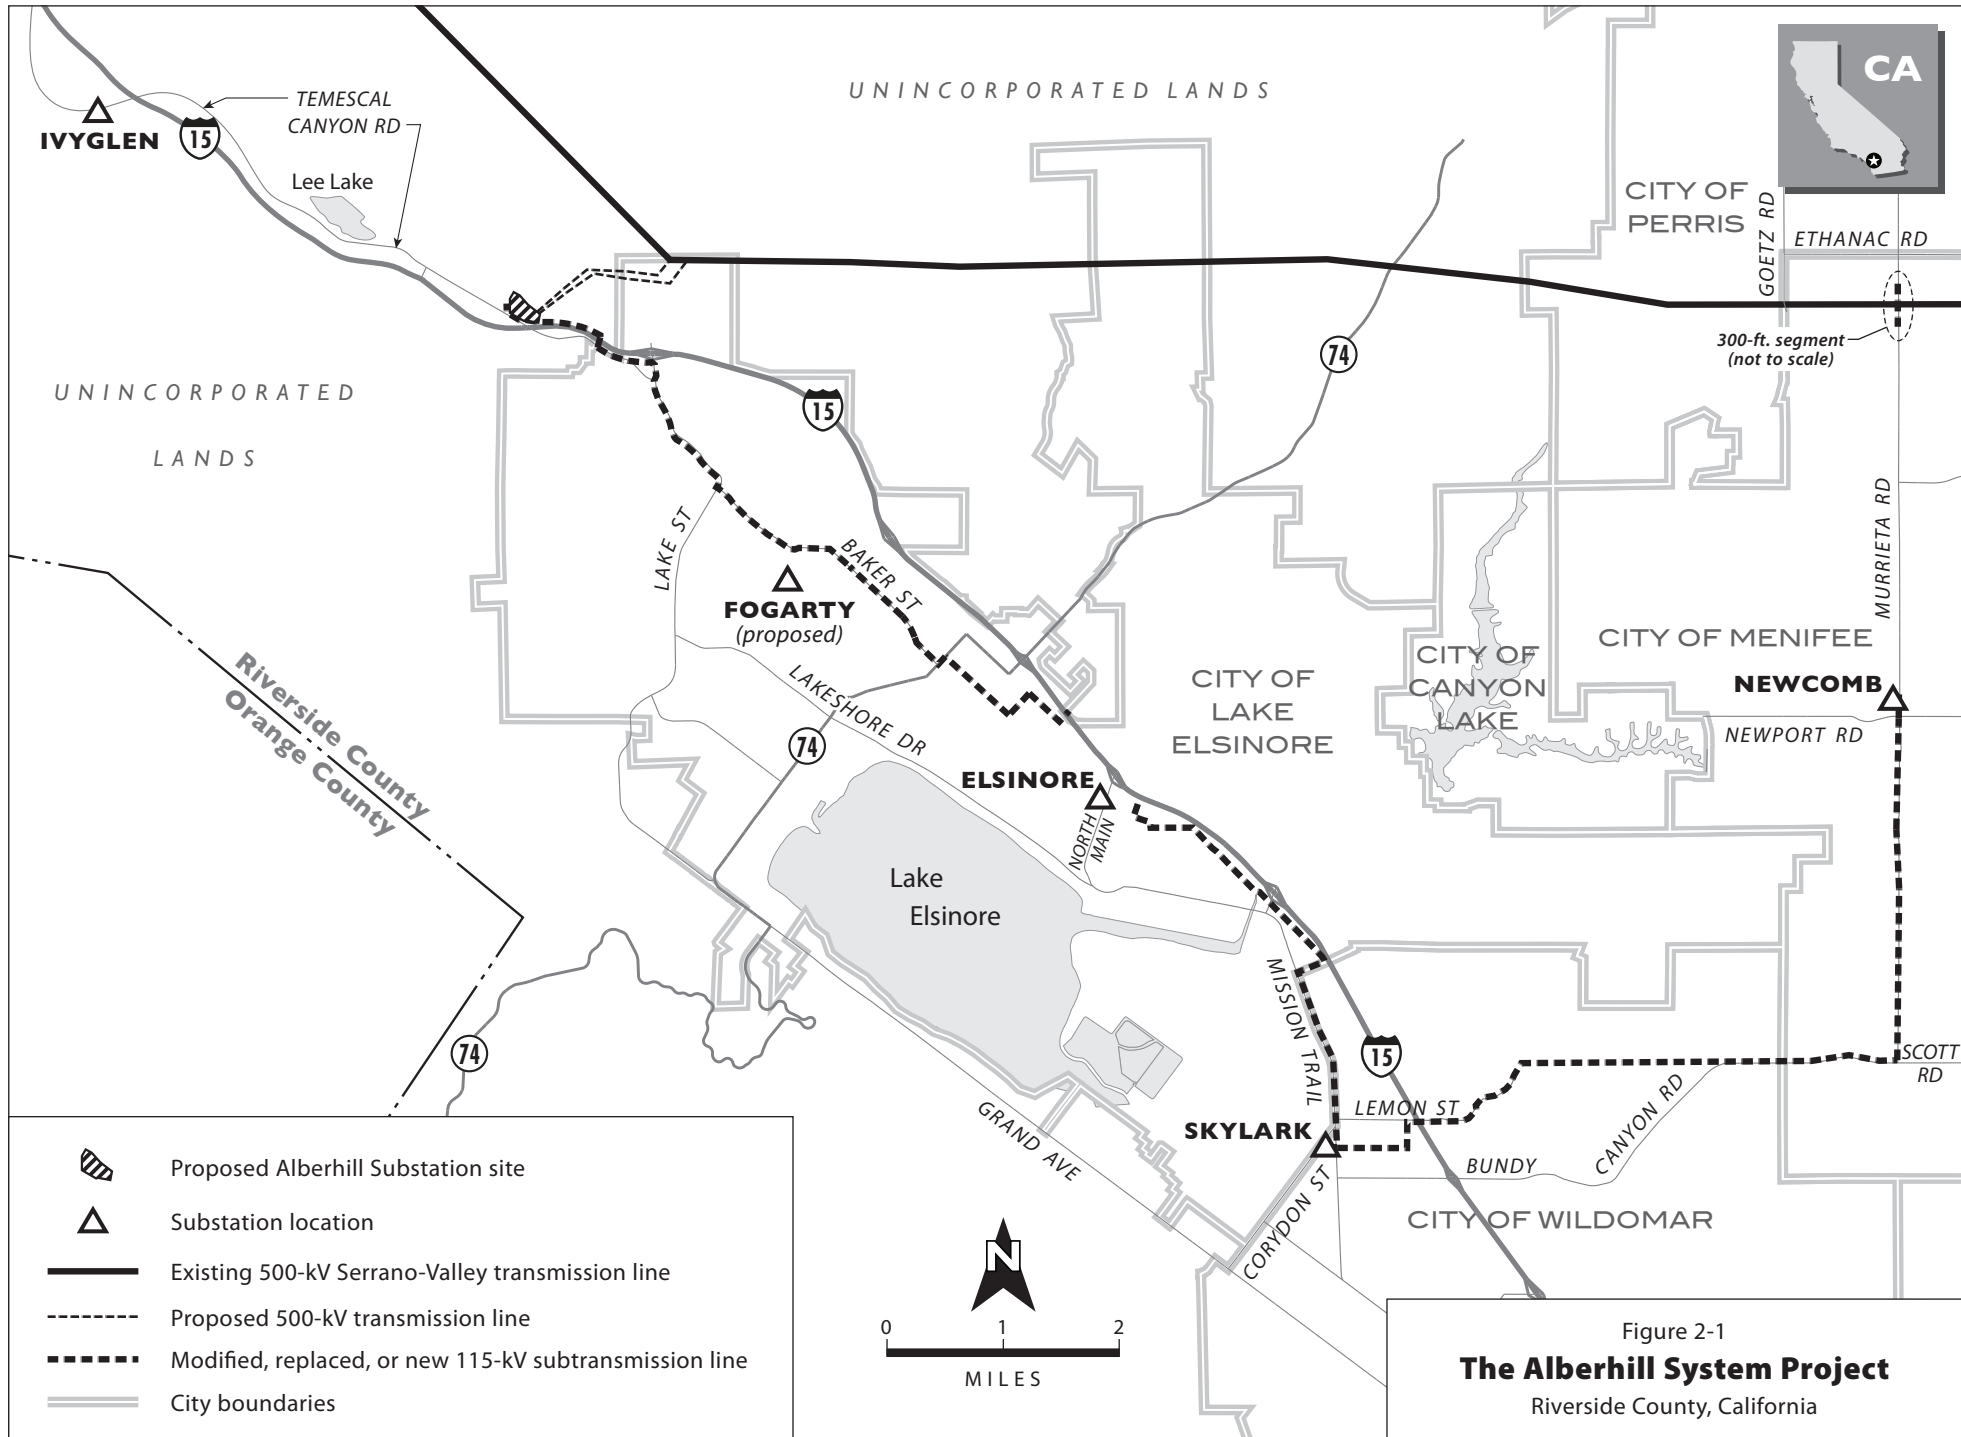 UNINCORPORATED LANDS
CA
TEMESCAL
CANYON RD
IVYGLEN
15
Lee Lake
CITY OF
PERRIS
GOETZ RD
ETHANAC RD
300-ft. segment
(not to scale)
74
UNINCORPORATED
LANDS
15
LAKE ST
BAKER ST
FOGARTY
(proposed)
MURRIETA RD
CITY OF MENIFEE
CITY OF
CANYON
LAKE
CITY OF
LAKE
ELSINORE
NEWCOMB
NEWPORT RD
Riverside County
Orange County
LAKESHORE DR
74
ELSINORE
NORTH
MAIN
Lake
Elsinore
MISSION TRAIL
74
15
SCOTT
RD
GRAND AVE
LEMON ST
SKYLARK
CANYON RD
BUNDY
CORYDON ST
CITY OF WILDOMAR
Proposed Alberhill Substation site
Substation location
Existing 500-kV Serrano-Valley transmission line
Proposed 500-kV transmission line
Modified, replaced, or new 115-kV subtransmission line
City boundaries
N
0 1 2
MILES
Figure 2-1
The Alberhill System Project
Riverside County, California